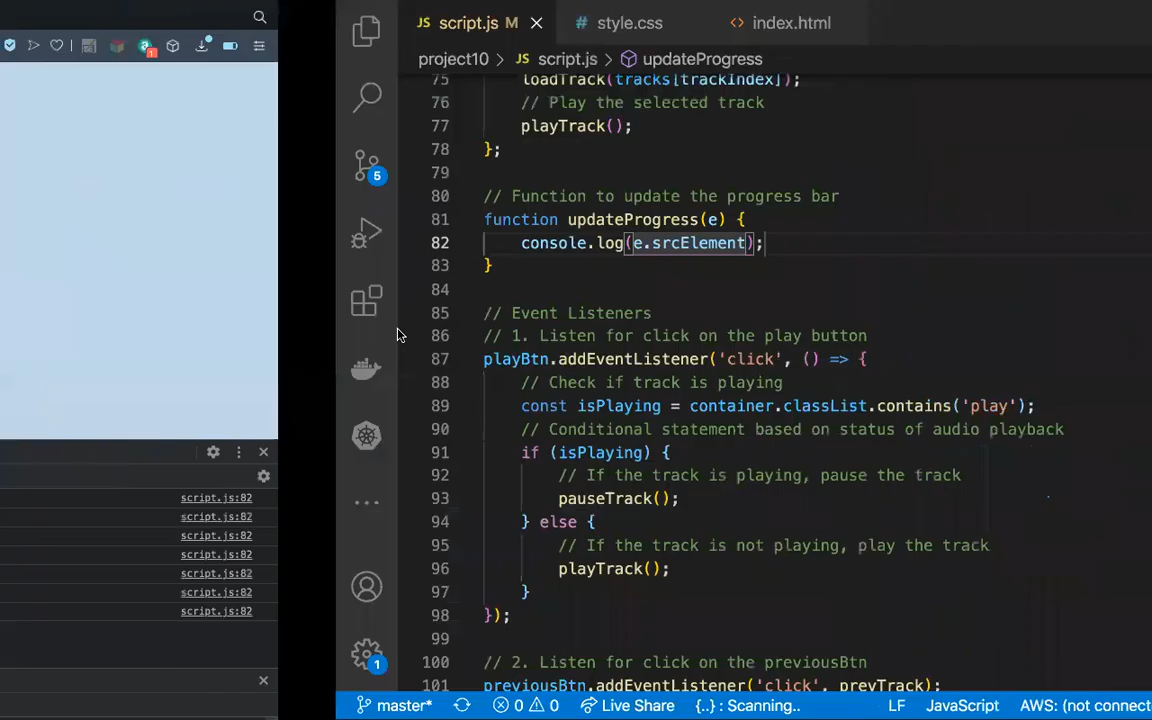 script.js M
style.css
index.html
project10 > script.js > updateProgress
1
75 loadTrack(tracks[trackIndex]);
76 // Play the selected track
77 playTrack();
78 };
79
80 // Function to update the progress bar
81 function updateProgress(e) {
82 console.log(e.srcElement);
83 }
84
85 // Event Listeners
86 // 1. Listen for click on the play button
87 playBtn.addEventListener('click', () => {
88 // Check if track is playing
89 const isPlaying = container.classList.contains('play');
90 // Conditional statement based on status of audio playback
91 if (isPlaying) {
92 // If the track is playing, pause the track
93 pauseTrack();
94 } else {
95 // If the track is not playing, play the track
96 playTrack();
97 }
98 });
99
100 // 2. Listen for click on the previousBtn
101 previousBtn.addEventListener('click', prevTrack);
5
1
script.js:82
script.js:82
script.js:82
script.js:82
script.js:82
script.js:82
script.js:82
master* 0 0 Live Share {..} : Scanning.. LF JavaScript AWS: (not connect